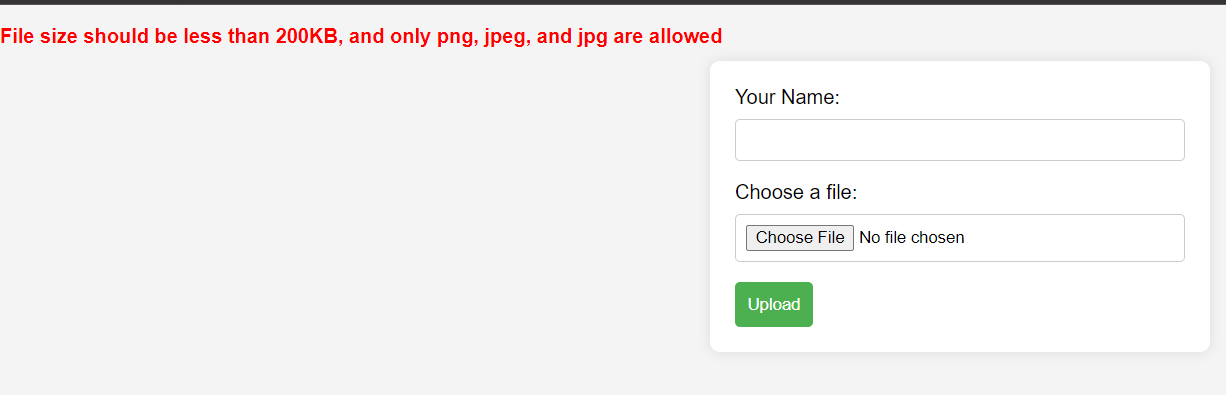 File size should be less than 200KB, and only png, jpeg, and jpg are allowed
Your Name:
Choose a file:
Choose File No file chosen
Upload